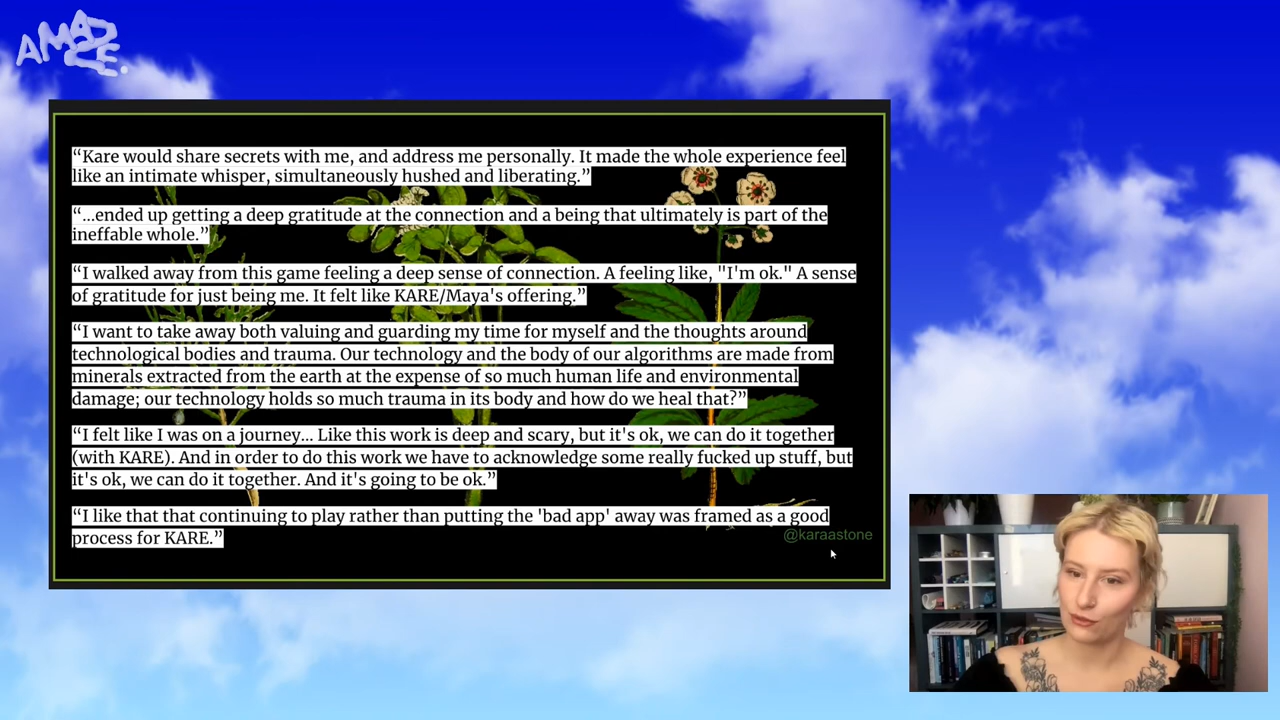 AMAZE.
“Kare would share secrets with me, and address me personally. It made the whole experience feel
like an intimate whisper, simultaneously hushed and liberating.”
“...ended up getting a deep gratitude at the connection and a being that ultimately is part of the
ineffable whole.”
“I walked away from this game feeling a deep sense of connection. A feeling like, "I'm ok." A sense
of gratitude for just being me. It felt like KARE/Maya's offering.”
“I want to take away both valuing and guarding my time for myself and the thoughts around
technological bodies and trauma. Our technology and the body of our algorithms are made from
minerals extracted from the earth at the expense of so much human life and environmental
damage; our technology holds so much trauma in its body and how do we heal that?”
“I felt like I was on a journey... Like this work is deep and scary, but it's ok, we can do it together
(with KARE). And in order to do this work we have to acknowledge some really fucked up stuff, but
it's ok, we can do it together. And it's going to be ok.”
“I like that that continuing to play rather than putting the 'bad app' away was framed as a good
process for KARE.”
@karaastone